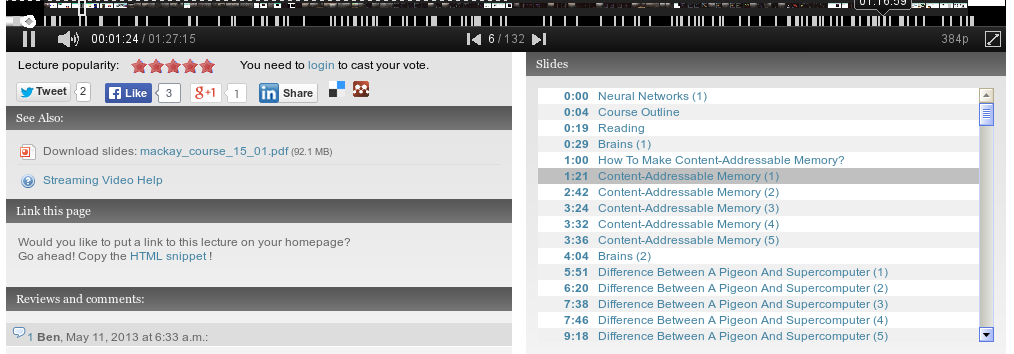 01:16:59
00:01:24 / 01:27:15
6 / 132
384p
Lecture popularity:
You need to login to cast your vote.
Tweet 2
Like 3
g+1 1
in Share
See Also:
Download slides: mackay_course_15_01.pdf (92.1 MB)
Streaming Video Help
Link this page
Would you like to put a link to this lecture on your homepage?
Go ahead! Copy the HTML snippet !
Reviews and comments:
1 Ben, May 11, 2013 at 6:33 a.m.:
Slides
0:00 Neural Networks (1)
0:04 Course Outline
0:19 Reading
0:29 Brains (1)
1:00 How To Make Content-Addressable Memory?
1:21 Content-Addressable Memory (1)
2:42 Content-Addressable Memory (2)
3:24 Content-Addressable Memory (3)
3:32 Content-Addressable Memory (4)
3:36 Content-Addressable Memory (5)
4:04 Brains (2)
5:51 Difference Between A Pigeon And Supercomputer (1)
6:20 Difference Between A Pigeon And Supercomputer (2)
7:38 Difference Between A Pigeon And Supercomputer (3)
7:46 Difference Between A Pigeon And Supercomputer (4)
9:18 Difference Between A Pigeon And Supercomputer (5)